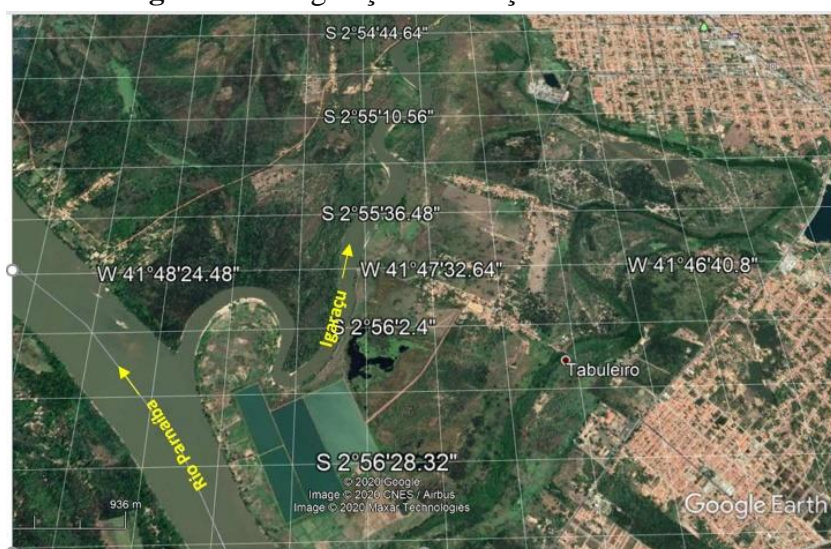 S 2°54'44.64"
S 2°55'10.56"
S 2°55'36.48"
W 41°48'24.48"
W 41°47'32.64"
W 41°46'40.8"
Igaraçu
S 2°56'2.4"
Tabuleiro
Rio Parnalba
S 2°56'28.32"
© 2020 Google
Image © 2020 CNES / Airbus
Image © 2020 Maxar Technologies
936 m
Google Earth